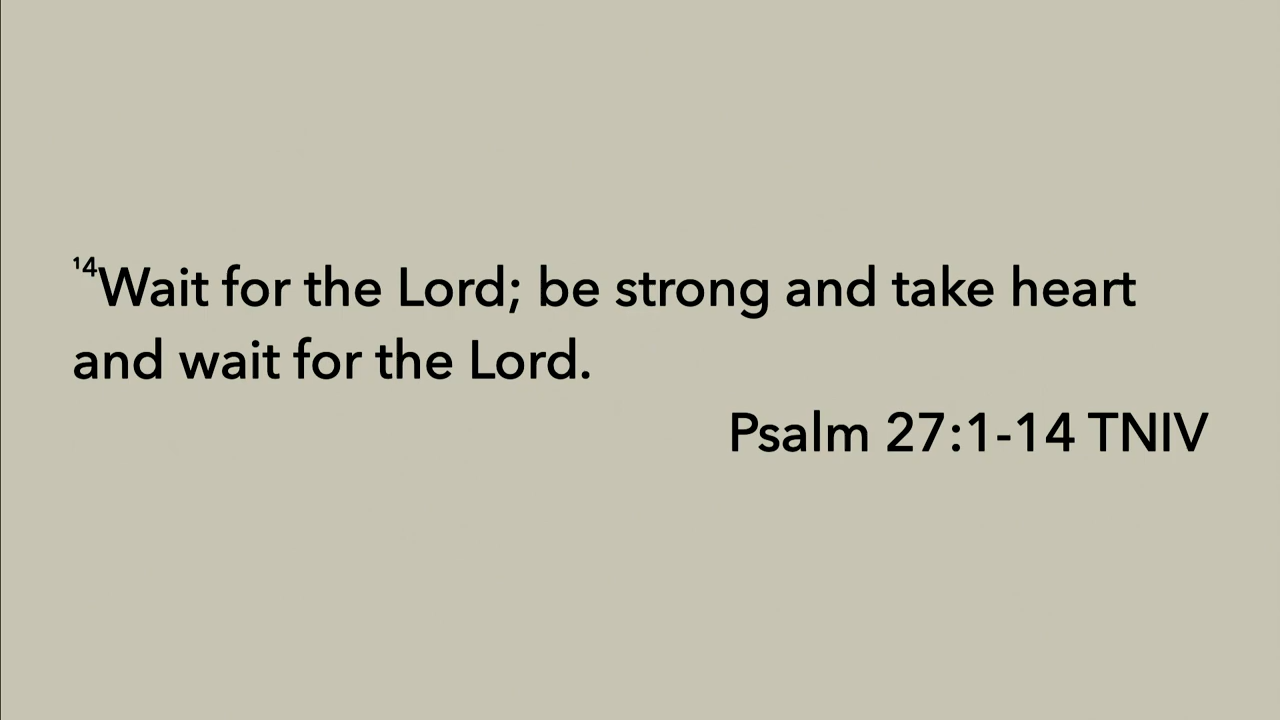 ¹⁴Wait for the Lord; be strong and take heart
and wait for the Lord.
Psalm 27:1-14 TNIV